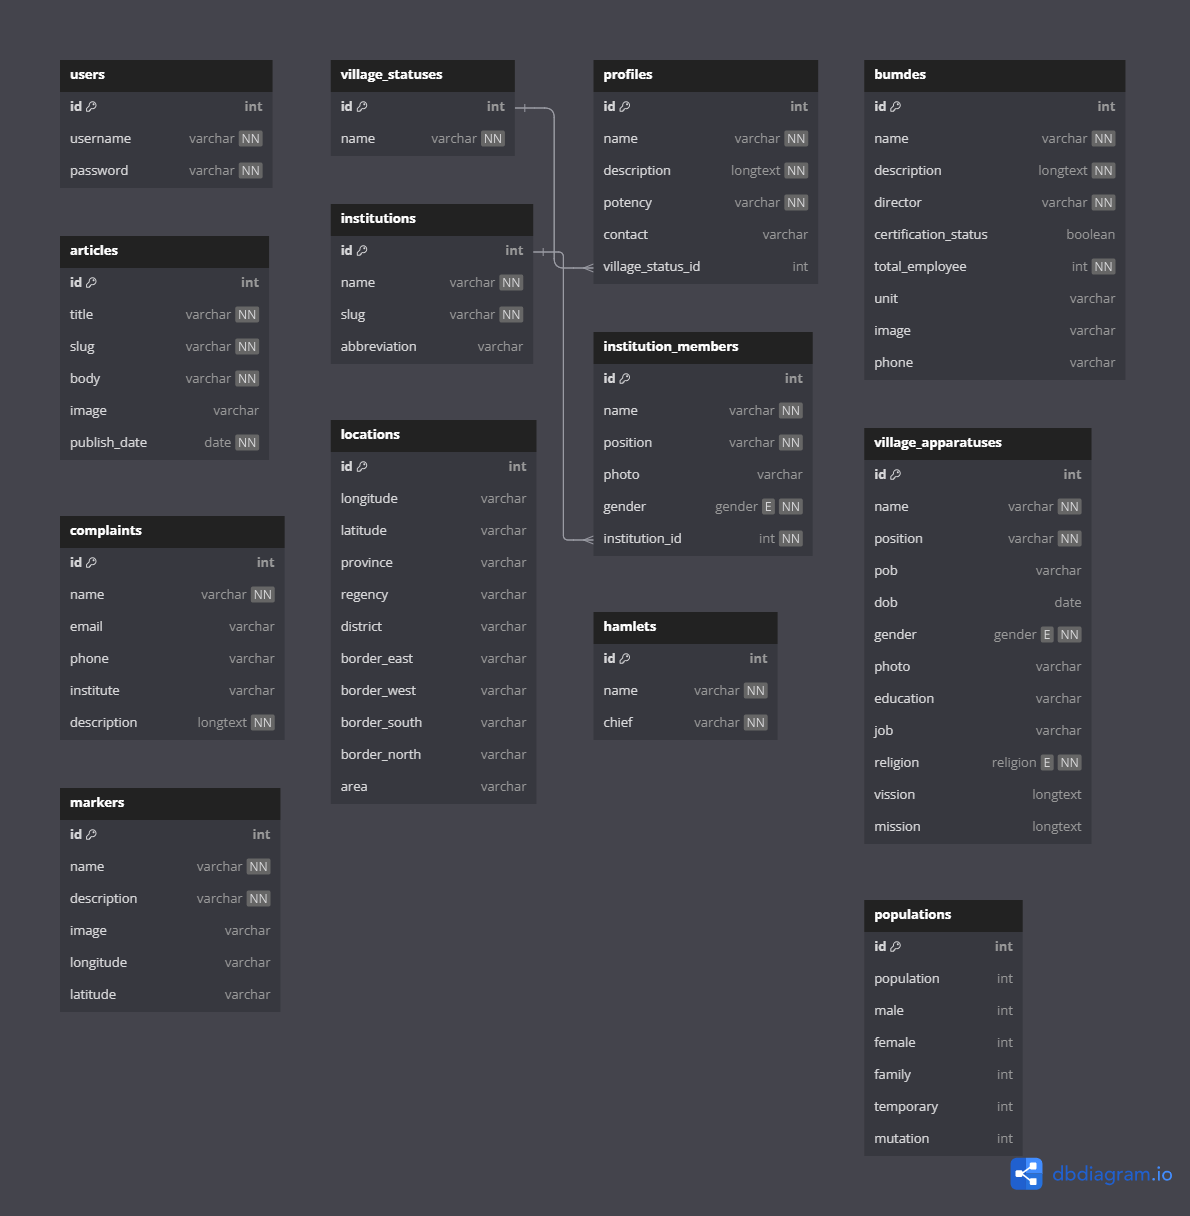 users
id int
username varchar NN
password varchar NN
articles
id int
title varchar NN
slug varchar NN
body varchar NN
image varchar
publish_date date NN
complaints
id int
name varchar NN
email varchar
phone varchar
institute varchar
description longtext NN
markers
id int
name varchar NN
description varchar NN
image varchar
longitude varchar
latitude varchar
village_statuses
id int
name varchar NN
institutions
id int
name varchar NN
slug varchar NN
abbreviation varchar
locations
id int
longitude varchar
latitude varchar
province varchar
regency varchar
district varchar
border_east varchar
border_west varchar
border_south varchar
border_north varchar
area varchar
profiles
id int
name varchar NN
description longtext NN
potency varchar NN
contact varchar
village_status_id int
institution_members
id int
name varchar NN
position varchar NN
photo varchar
gender gender E NN
institution_id int NN
hamlets
id int
name varchar NN
chief varchar NN
bumdes
id int
name varchar NN
description longtext NN
director varchar NN
certification_status boolean
total_employee int NN
unit varchar
image varchar
phone varchar
village_apparatuses
id int
name varchar NN
position varchar NN
pob varchar
dob date
gender gender E NN
photo varchar
education varchar
job varchar
religion religion E NN
vission longtext
mission longtext
populations
id int
population int
male int
female int
family int
temporary int
mutation int
dbdiagram.io